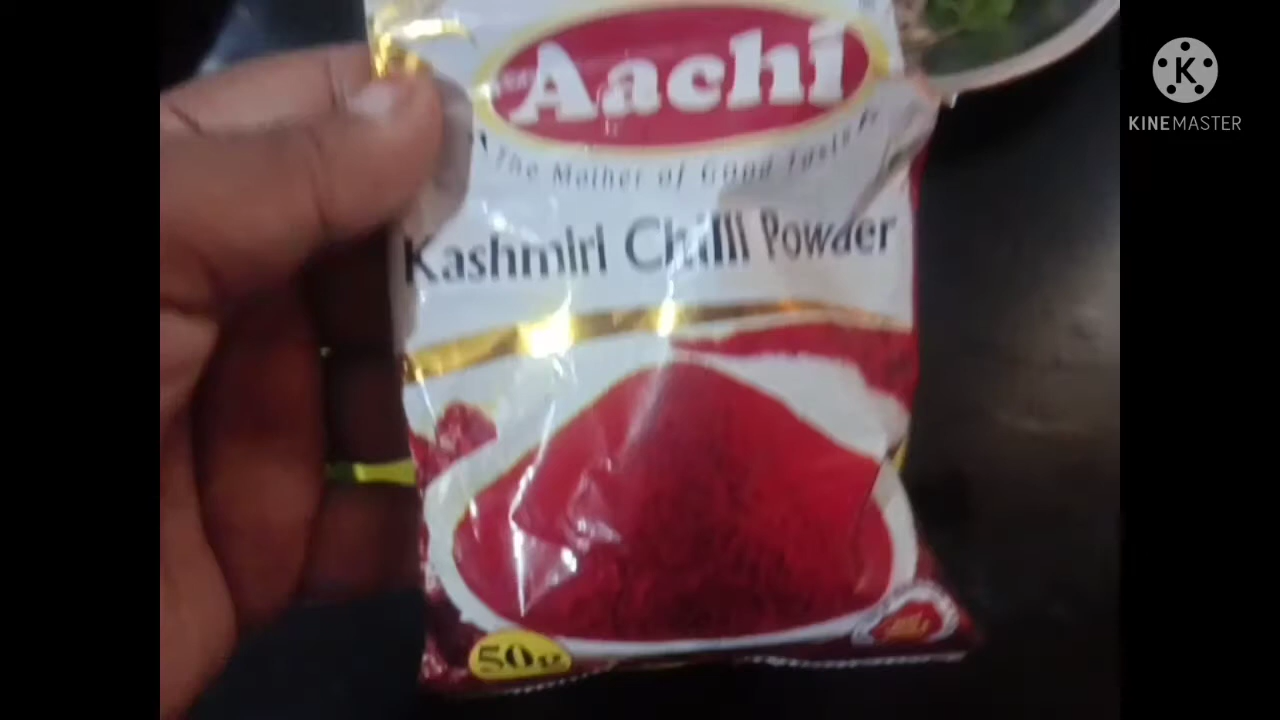 Aachi
The Mother of Good Taste
Kashmiri Chilli Powder
50g
K
KINEMASTER